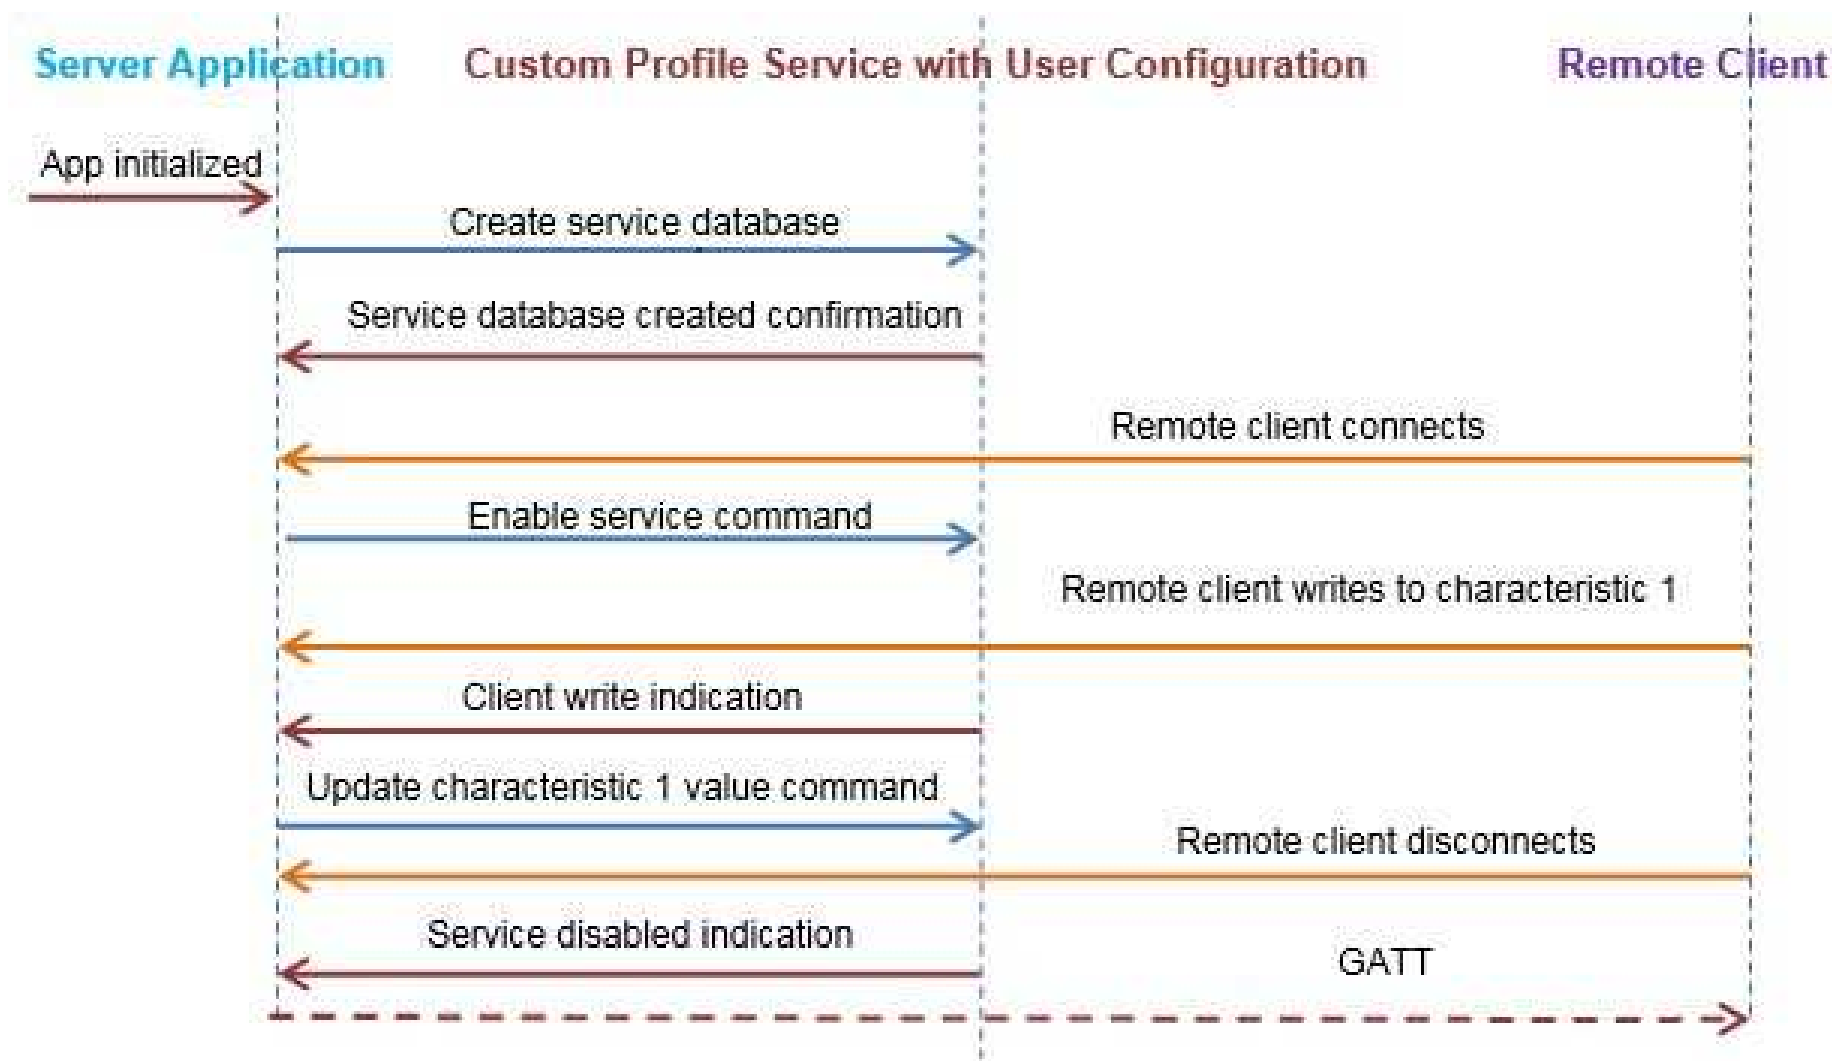 Server Application
Custom Profile Service with User Configuration
Remote Client
App initialized
Create service database
Service database created confirmation
Remote client connects
Enable service command
Remote client writes to characteristic 1
Client write indication
Update characteristic 1 value command
Remote client disconnects
Service disabled indication
GATT